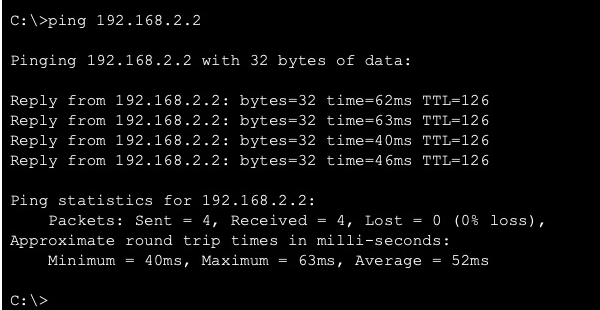 C:\>ping 192.168.2.2
Pinging 192.168.2.2 with 32 bytes of data:
Reply from 192.168.2.2: bytes=32 time=62ms TTL=126
Reply from 192.168.2.2: bytes=32 time=63ms TTL=126
Reply from 192.168.2.2: bytes=32 time=40ms TTL=126
Reply from 192.168.2.2: bytes=32 time=46ms TTL=126
Ping statistics for 192.168.2.2:
    Packets: Sent = 4, Received = 4, Lost = 0 (0% loss),
Approximate round trip times in milli-seconds:
    Minimum = 40ms, Maximum = 63ms, Average = 52ms
C:\>